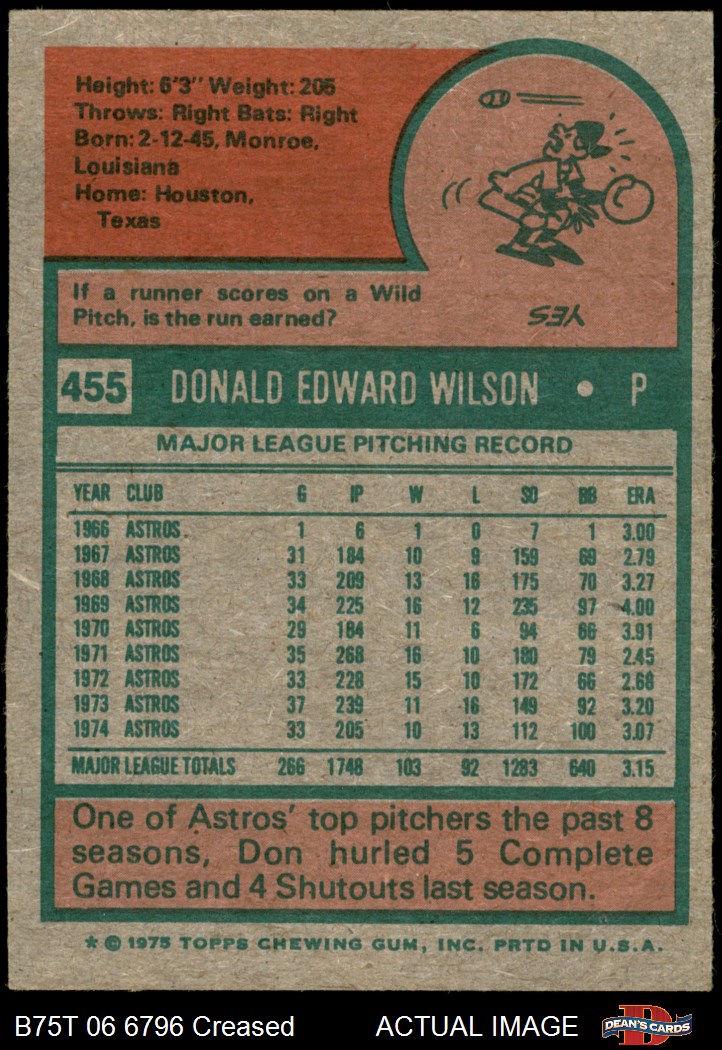 Height: 6'3" Weight: 205
Throws: Right Bats: Right
Born: 2-12-45, Monroe,
Louisiana
Home: Houston,
Texas
If a runner scores on a Wild
Pitch, is the run earned?
YES
455 DONALD EDWARD WILSON • P
MAJOR LEAGUE PITCHING RECORD
YEAR CLUB G IP W L SO BB ERA
1966 ASTROS 1 6 1 0 7 1 3.00
1967 ASTROS 31 184 10 9 159 69 2.79
1968 ASTROS 33 209 13 16 175 70 3.27
1969 ASTROS 34 225 16 12 235 97 4.00
1970 ASTROS 29 184 11 6 94 66 3.91
1971 ASTROS 35 268 16 10 180 79 2.45
1972 ASTROS 33 228 15 10 172 66 2.68
1973 ASTROS 37 239 11 16 149 92 3.20
1974 ASTROS 33 205 10 13 112 100 3.07
MAJOR LEAGUE TOTALS 266 1748 103 92 1283 640 3.15
One of Astros' top pitchers the past 8
seasons, Don hurled 5 Complete
Games and 4 Shutouts last season.
* © 1975 TOPPS CHEWING GUM, INC. PRTD IN U.S.A.
B75T 06 6796 Creased ACTUAL IMAGE
D
DEAN'S CARDS